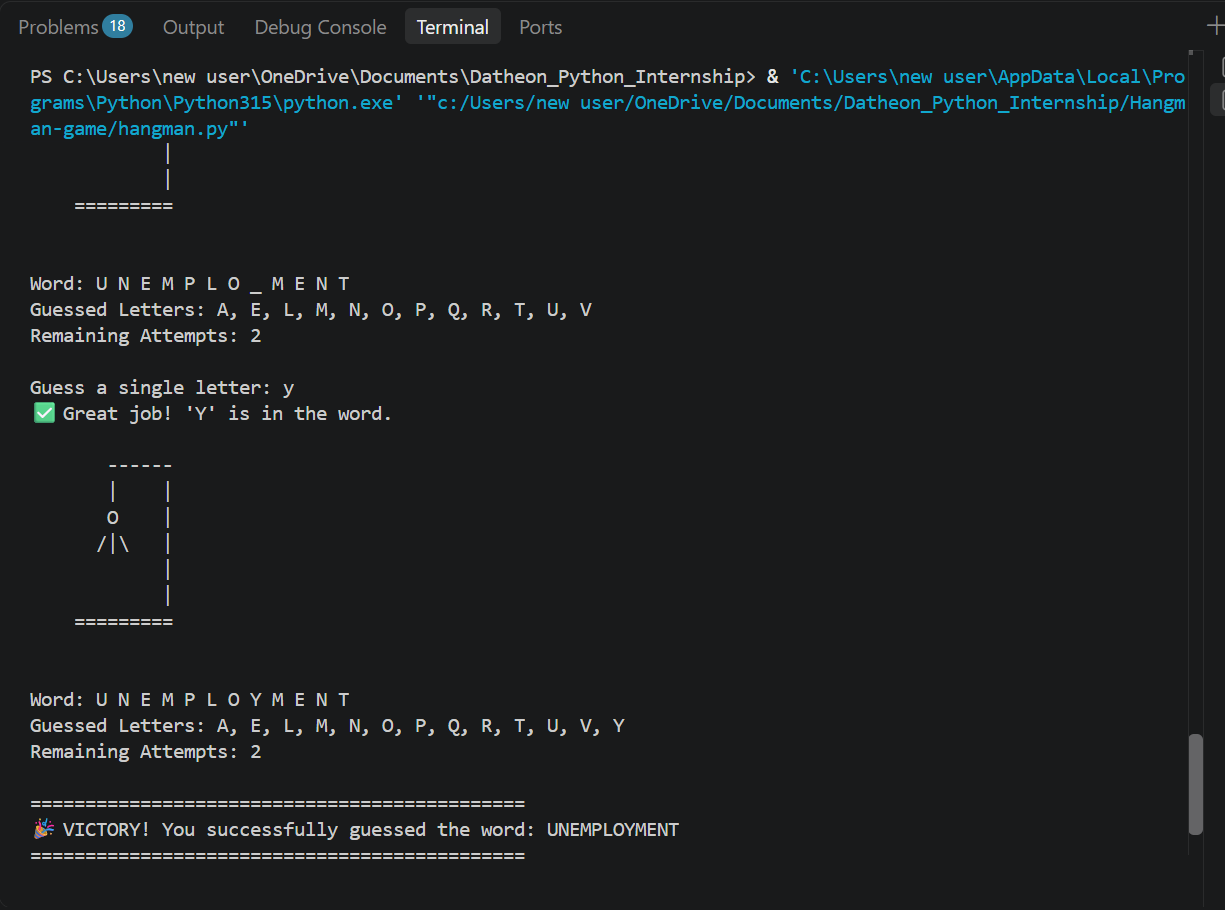 Problems 18 Output Debug Console Terminal Ports
PS C:\Users\new user\OneDrive\Documents\Datheon_Python_Internship> & 'C:\Users\new user\AppData\Local\Pro
grams\Python\Python315\python.exe' '"c:/Users/new user/OneDrive/Documents/Datheon_Python_Internship/Hangm
an-game/hangman.py"'
            |
            |
    =========
Word: U N E M P L O _ M E N T
Guessed Letters: A, E, L, M, N, O, P, Q, R, T, U, V
Remaining Attempts: 2
Guess a single letter: y
✅ Great job! 'Y' is in the word.
       ------
       |    |
       O    |
      /|\   |
            |
            |
    =========
Word: U N E M P L O Y M E N T
Guessed Letters: A, E, L, M, N, O, P, Q, R, T, U, V, Y
Remaining Attempts: 2
=============================================
🎉 VICTORY! You successfully guessed the word: UNEMPLOYMENT
=============================================